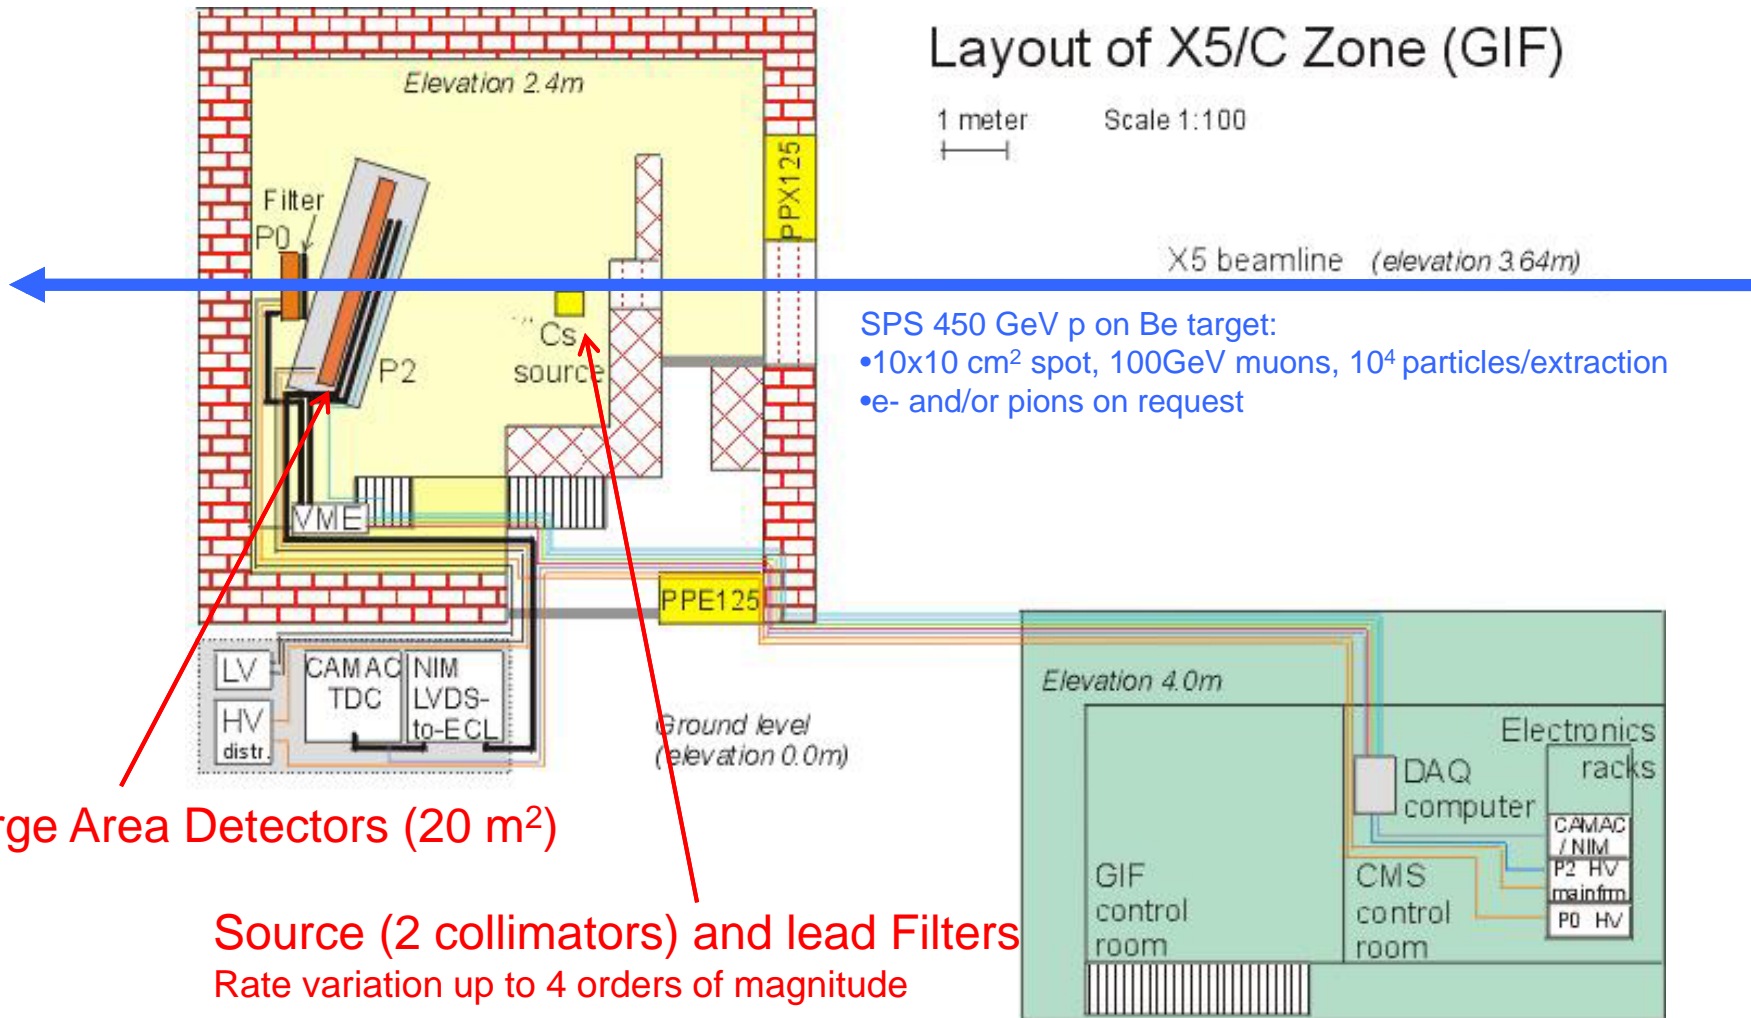 Layout of X5/C Zone (GIF)
1 meter
Scale 1:100
Elevation 2.4m
PPX125
Filter
P0
X5 beamline (elevation 3.64m)
SPS 450 GeV p on Be target:
•10x10 cm² spot, 100GeV muons, 10⁴ particles/extraction
•e- and/or pions on request
Cs
source
P2
VME
PPE125
LV
HV
distr.
CAMAC
TDC
NIM
LVDS-
to-ECL
Ground level
(elevation 0.0m)
Elevation 4.0m
Electronics
racks
DAQ
computer
CAMAC
/ NIM
P2 HV
mainfrm
P0 HV
GIF
control
room
CMS
control
room
rge Area Detectors (20 m²)
Source (2 collimators) and lead Filters
Rate variation up to 4 orders of magnitude